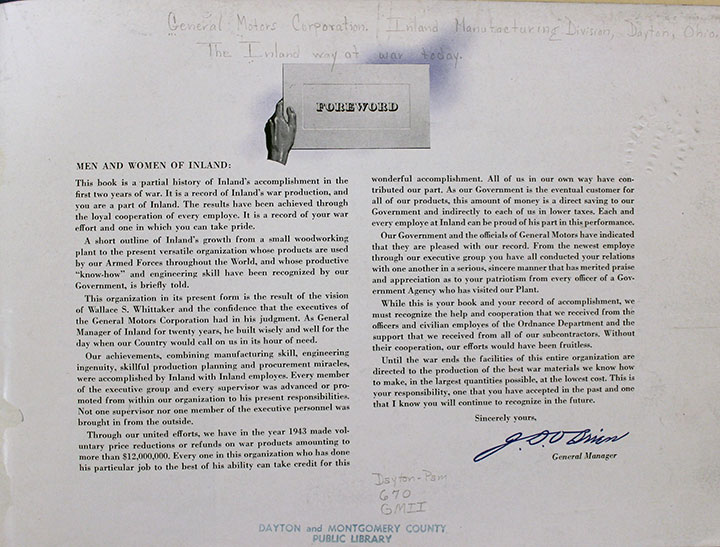 General Motors Corporation. Inland Manufacturing Division, Dayton, Ohio.
The Inland way at war today.
FOREWORD
MEN AND WOMEN OF INLAND:
This book is a partial history of Inland's accomplishment in the
first two years of war. It is a record of Inland's war production, and
you are a part of Inland. The results have been achieved through
the loyal cooperation of every employe. It is a record of your war
effort and one in which you can take pride.
A short outline of Inland's growth from a small woodworking
plant to the present versatile organization whose products are used
by our Armed Forces throughout the World, and whose productive
"know-how" and engineering skill have been recognized by our
Government, is briefly told.
This organization in its present form is the result of the vision
of Wallace S. Whittaker and the confidence that the executives of
the General Motors Corporation had in his judgment. As General
Manager of Inland for twenty years, he built wisely and well for the
day when our Country would call on us in its hour of need.
Our achievements, combining manufacturing skill, engineering
ingenuity, skillful production planning and procurement miracles,
were accomplished by Inland with Inland employes. Every member
of the executive group and every supervisor was advanced or pro-
moted from within our organization to his present responsibilities.
Not one supervisor nor one member of the executive personnel was
brought in from the outside.
Through our united efforts, we have in the year 1943 made vol-
untary price reductions or refunds on war products amounting to
more than $12,000,000. Every one in this organization who has done
his particular job to the best of his ability can take credit for this
wonderful accomplishment. All of us in our own way have con-
tributed our part. As our Government is the eventual customer for
all of our products, this amount of money is a direct saving to our
Government and indirectly to each of us in lower taxes. Each and
every employe at Inland can be proud of his part in this performance.
Our Government and the officials of General Motors have indicated
that they are pleased with our record. From the newest employe
through our executive group you have all conducted your relations
with one another in a serious, sincere manner that has merited praise
and appreciation as to your patriotism from every officer of a Gov-
ernment Agency who has visited our Plant.
While this is your book and your record of accomplishment, we
must recognize the help and cooperation that we received from the
officers and civilian employes of the Ordnance Department and the
support that we received from all of our subcontractors. Without
their cooperation, our efforts would have been fruitless.
Until the war ends the facilities of this entire organization are
directed to the production of the best war materials we know how
to make, in the largest quantities possible, at the lowest cost. This is
your responsibility, one that you have accepted in the past and one
that I know you will continue to recognize in the future.
Sincerely yours,
J. D. O'Brien
General Manager
Dayton-Pam
670
GMII
DAYTON and MONTGOMERY COUNTY
PUBLIC LIBRARY